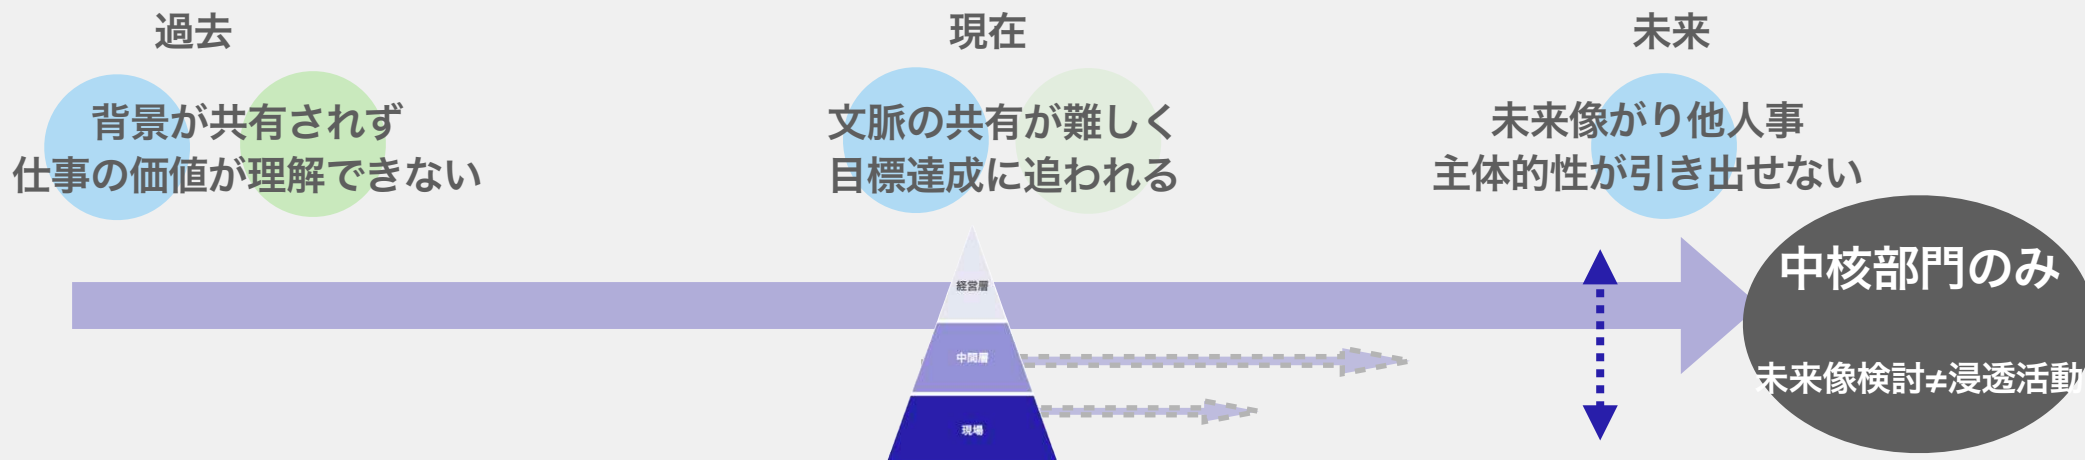 過去
現在
未来
背景が共有されず
仕事の価値が理解できない
文脈の共有が難しく
目標達成に追われる
未来像がり他人事
主体的性が引き出せない
経営層
中間層
現場
中核部門のみ
未来像検討≠浸透活動